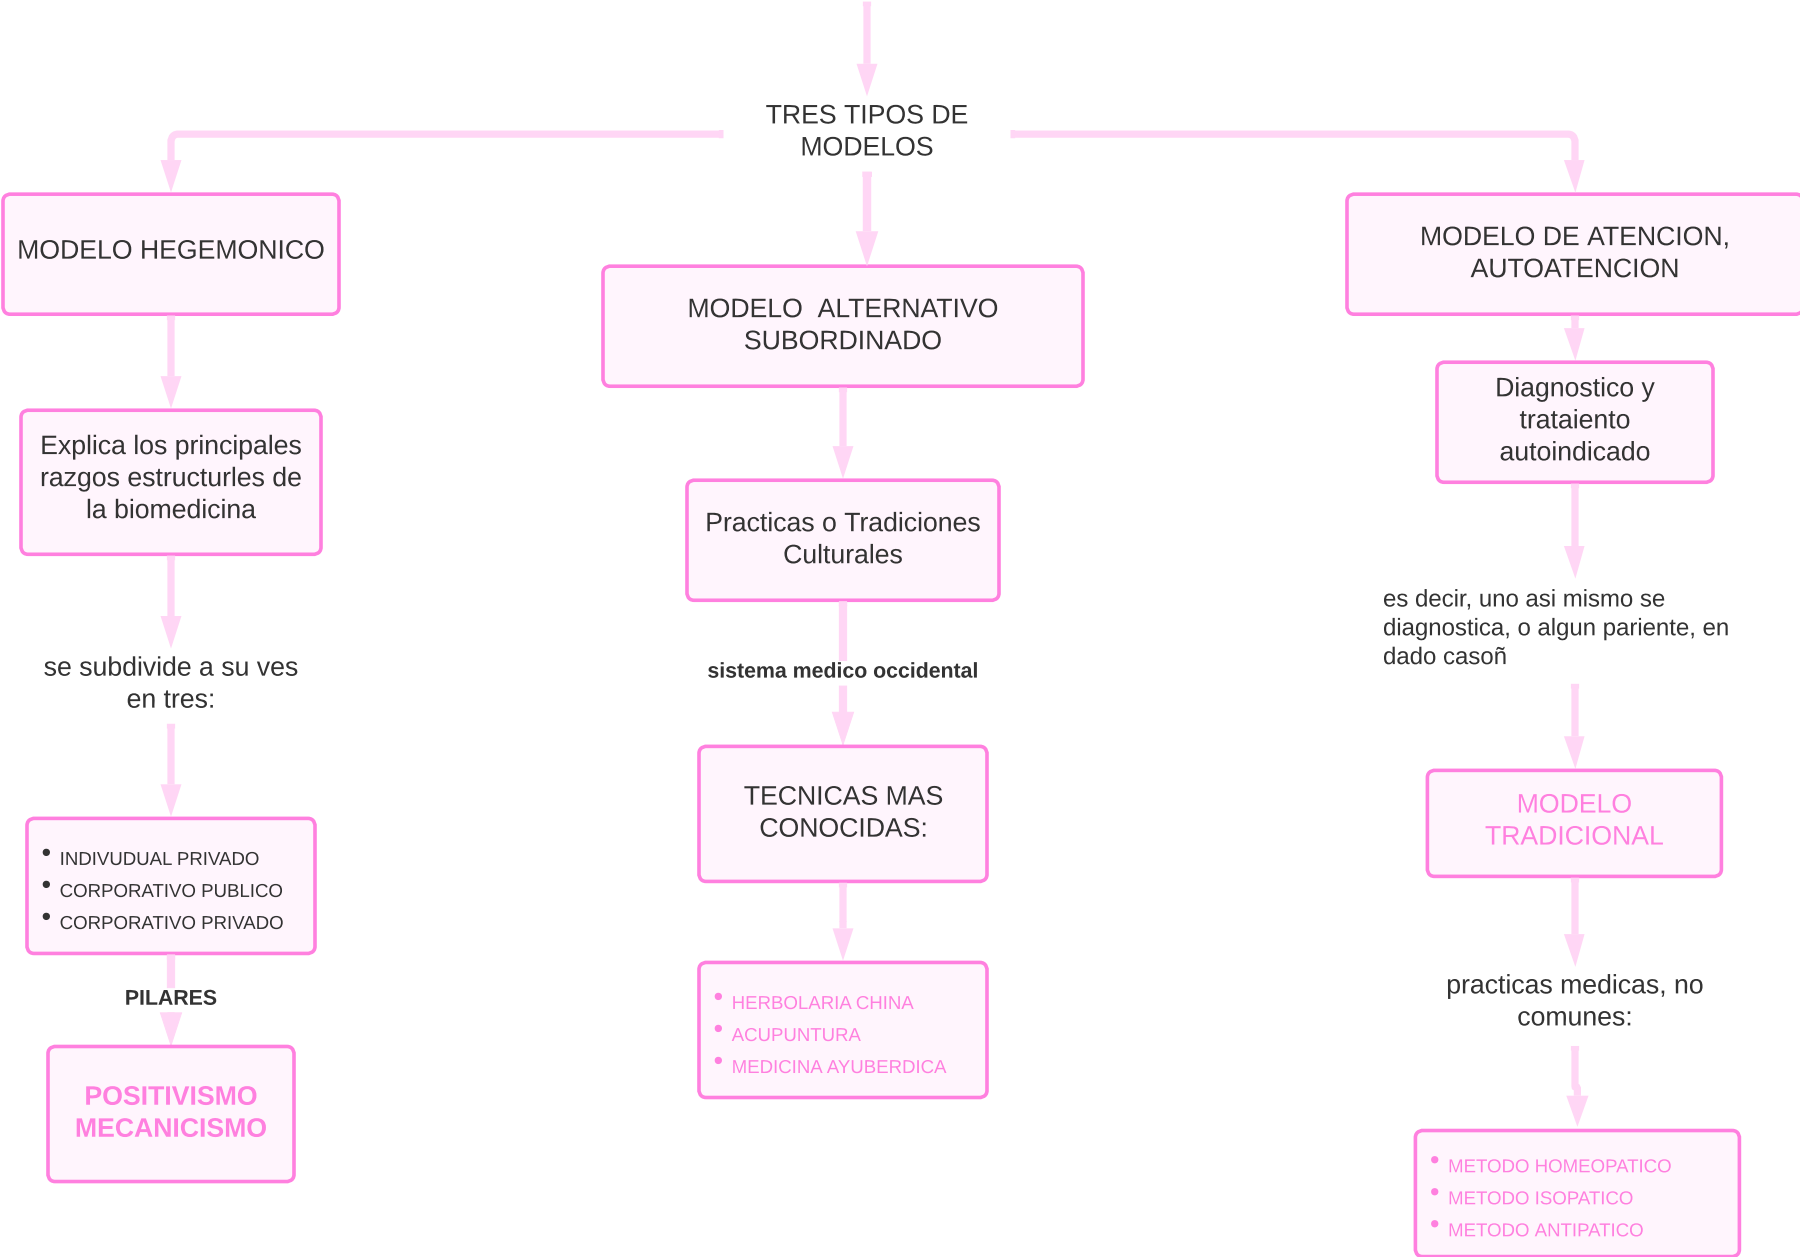 TRES TIPOS DE
MODELOS
MODELO HEGEMONICO
Explica los principales
razgos estructurles de
la biomedicina
se subdivide a su ves
en tres:
• INDIVUDUAL PRIVADO
• CORPORATIVO PUBLICO
• CORPORATIVO PRIVADO
PILARES
POSITIVISMO
MECANICISMO
MODELO  ALTERNATIVO
SUBORDINADO
Practicas o Tradiciones
Culturales
sistema medico occidental
TECNICAS MAS
CONOCIDAS:
• HERBOLARIA CHINA
• ACUPUNTURA
• MEDICINA AYUBERDICA
MODELO DE ATENCION,
AUTOATENCION
Diagnostico y
trataiento
autoindicado
es decir, uno asi mismo se
diagnostica, o algun pariente, en
dado casoñ
MODELO
TRADICIONAL
practicas medicas, no
comunes:
• METODO HOMEOPATICO
• METODO ISOPATICO
• METODO ANTIPATICO